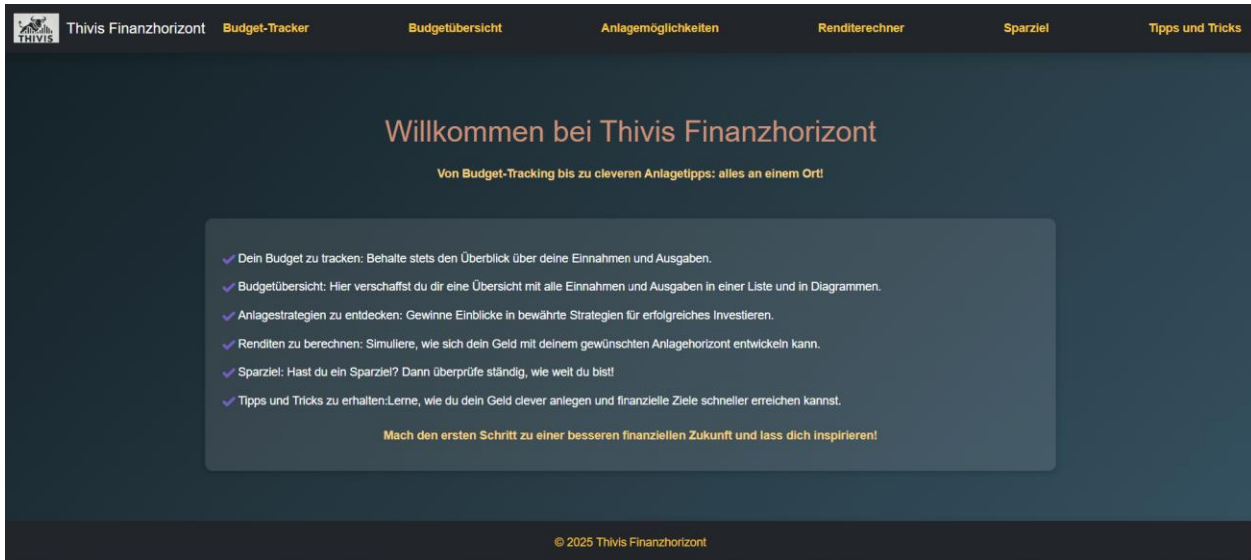 THIVIS
Thivis Finanzhorizont Budget-Tracker Budgetübersicht Anlagemöglichkeiten Renditerechner Sparziel Tipps und Tricks
Willkommen bei Thivis Finanzhorizont
Von Budget-Tracking bis zu cleveren Anlagetipps: alles an einem Ort!
Dein Budget zu tracken: Behalte stets den Überblick über deine Einnahmen und Ausgaben.
Budgetübersicht: Hier verschaffst du dir eine Übersicht mit alle Einnahmen und Ausgaben in einer Liste und in Diagrammen.
Anlagestrategien zu entdecken: Gewinne Einblicke in bewährte Strategien für erfolgreiches Investieren.
Renditen zu berechnen: Simuliere, wie sich dein Geld mit deinem gewünschten Anlagehorizont entwickeln kann.
Sparziel: Hast du ein Sparziel? Dann überprüfe ständig, wie weit du bist!
Tipps und Tricks zu erhalten:Lerne, wie du dein Geld clever anlegen und finanzielle Ziele schneller erreichen kannst.
Mach den ersten Schritt zu einer besseren finanziellen Zukunft und lass dich inspirieren!
© 2025 Thivis Finanzhorizont